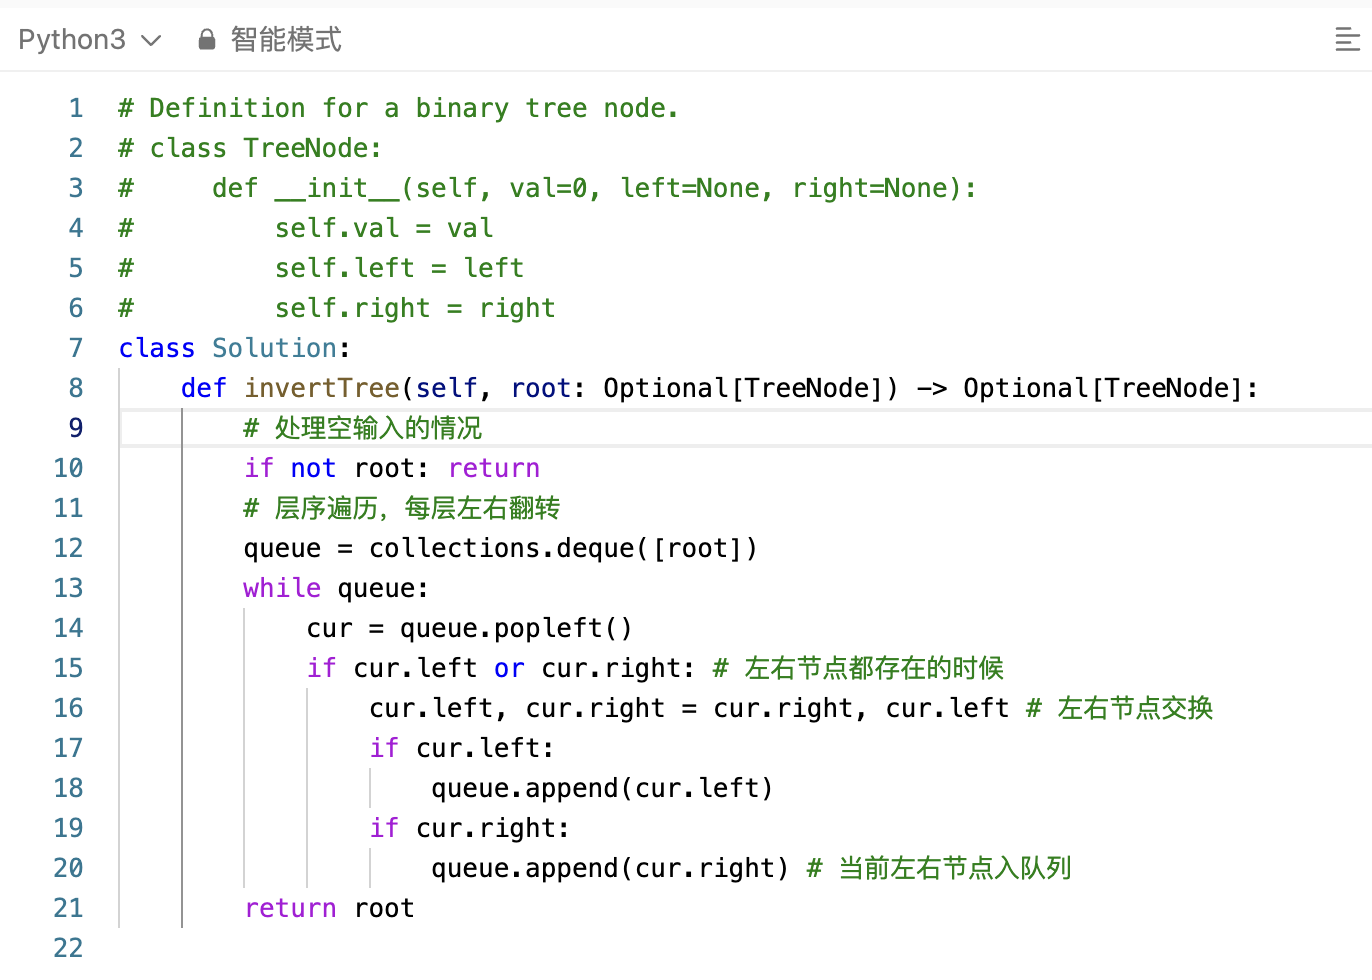 Python3 智能模式
1 # Definition for a binary tree node.
2 # class TreeNode:
3 #     def __init__(self, val=0, left=None, right=None):
4 #         self.val = val
5 #         self.left = left
6 #         self.right = right
7 class Solution:
8     def invertTree(self, root: Optional[TreeNode]) -> Optional[TreeNode]:
9         # 处理空输入的情况
10         if not root: return
11         # 层序遍历，每层左右翻转
12         queue = collections.deque([root])
13         while queue:
14             cur = queue.popleft()
15             if cur.left or cur.right: # 左右节点都存在的时候
16                 cur.left, cur.right = cur.right, cur.left # 左右节点交换
17                 if cur.left:
18                     queue.append(cur.left)
19                 if cur.right:
20                     queue.append(cur.right) # 当前左右节点入队列
21         return root
22